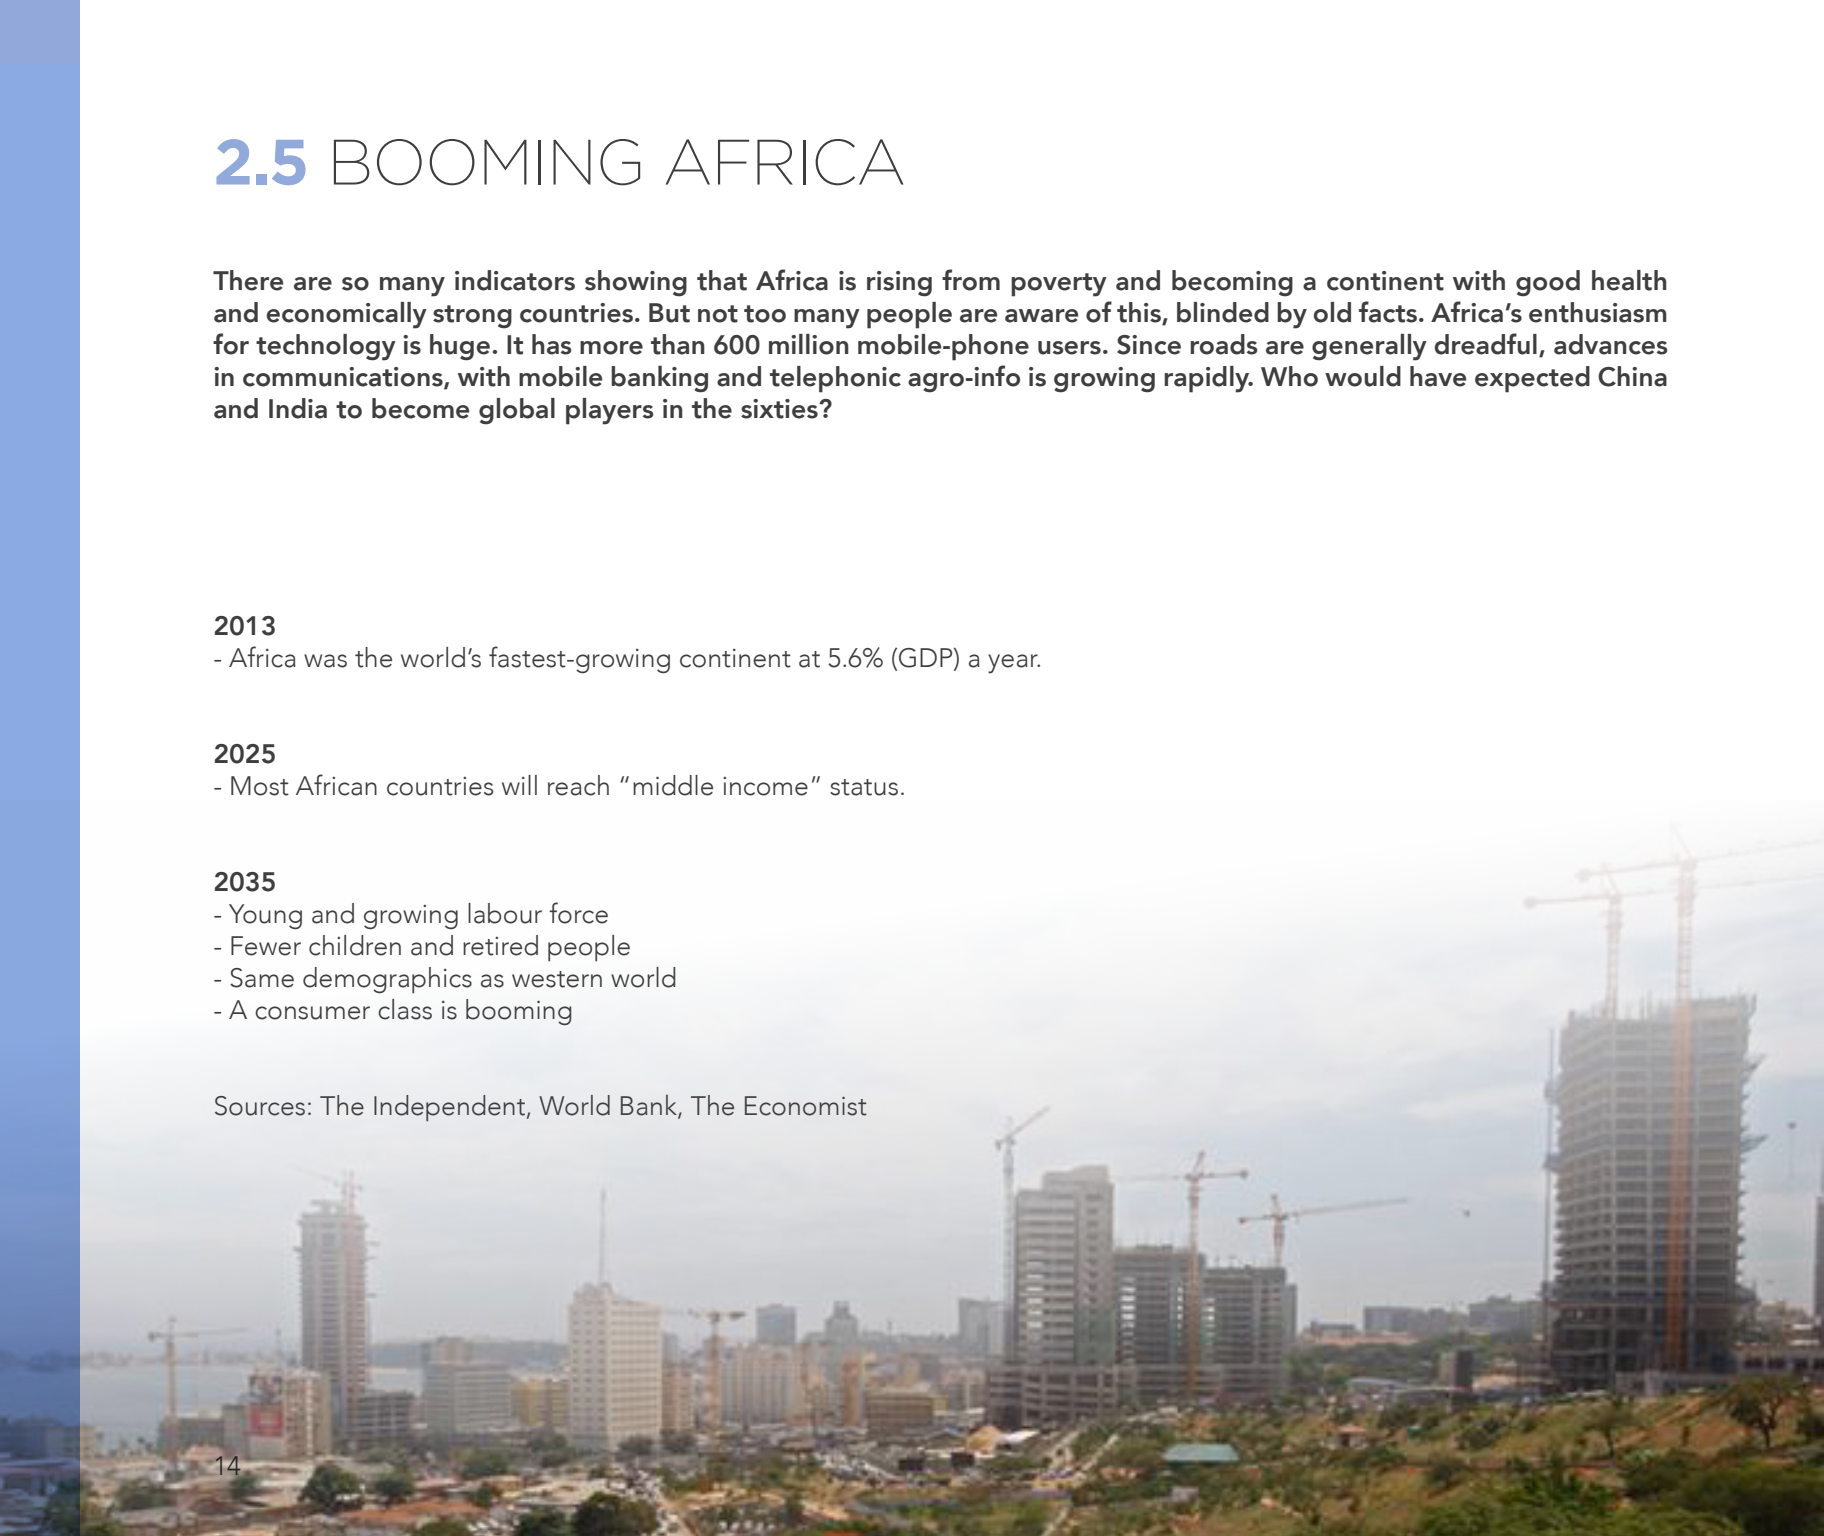 2.5 BOOMING AFRICA
There are so many indicators showing that Africa is rising from poverty and becoming a continent with good health
and economically strong countries. But not too many people are aware of this, blinded by old facts. Africa’s enthusiasm
for technology is huge. It has more than 600 million mobile-phone users. Since roads are generally dreadful, advances
in communications, with mobile banking and telephonic agro-info is growing rapidly. Who would have expected China
and India to become global players in the sixties?
2013
- Africa was the world’s fastest-growing continent at 5.6% (GDP) a year.
2025
- Most African countries will reach “middle income” status.
2035
- Young and growing labour force
- Fewer children and retired people
- Same demographics as western world
- A consumer class is booming
Sources: The Independent, World Bank, The Economist
14